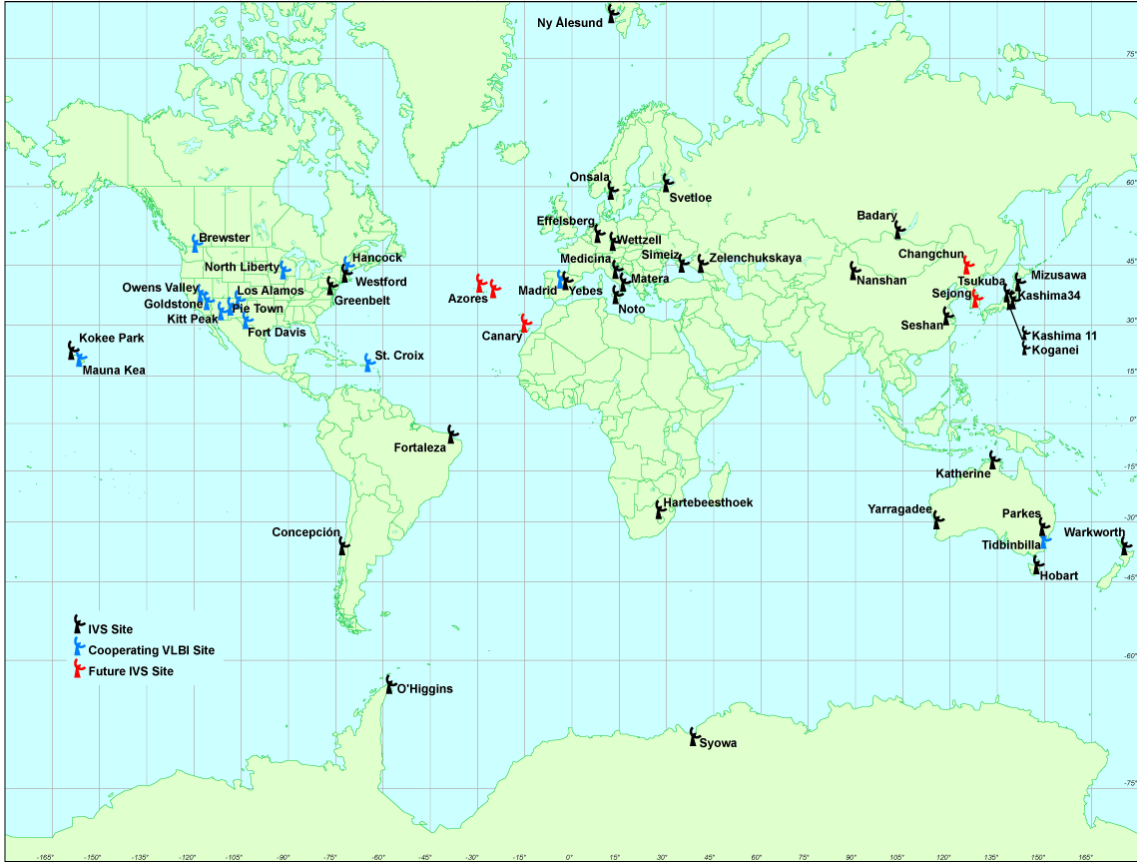 Ny Ålesund
75°
Onsala
60°
Svetloe
Badary
Effelsberg
Brewster
Wettzell
Hancock
Medicina
Simeiz
Zelenchukskaya
Changchun
North Liberty
45°
Westford
Nanshan
Mizusawa
Owens Valley
Los Alamos
Matera
Tsukuba
Greenbelt
Azores
Madrid
Yebes
Sejong
Kashima34
Goldstone
Pie Town
Noto
Kitt Peak
Seshan
30°
Fort Davis
Canary
Kashima 11
Kokee Park
Koganei
St. Croix
Mauna Kea
15°
0°
Fortaleza
-15°
Katherine
Hartebeesthoek
Yarragadee
Parkes
-30°
Concepción
Warkworth
Tidbinbilla
Hobart
-45°
IVS Site
Cooperating VLBI Site
-60°
Future IVS Site
O'Higgins
Syowa
-75°
-165° -150° -135° -120° -105° -90° -75° -60° -45° -30° -15° 0° 15° 30° 45° 60° 75° 90° 105° 120° 135° 150° 165°